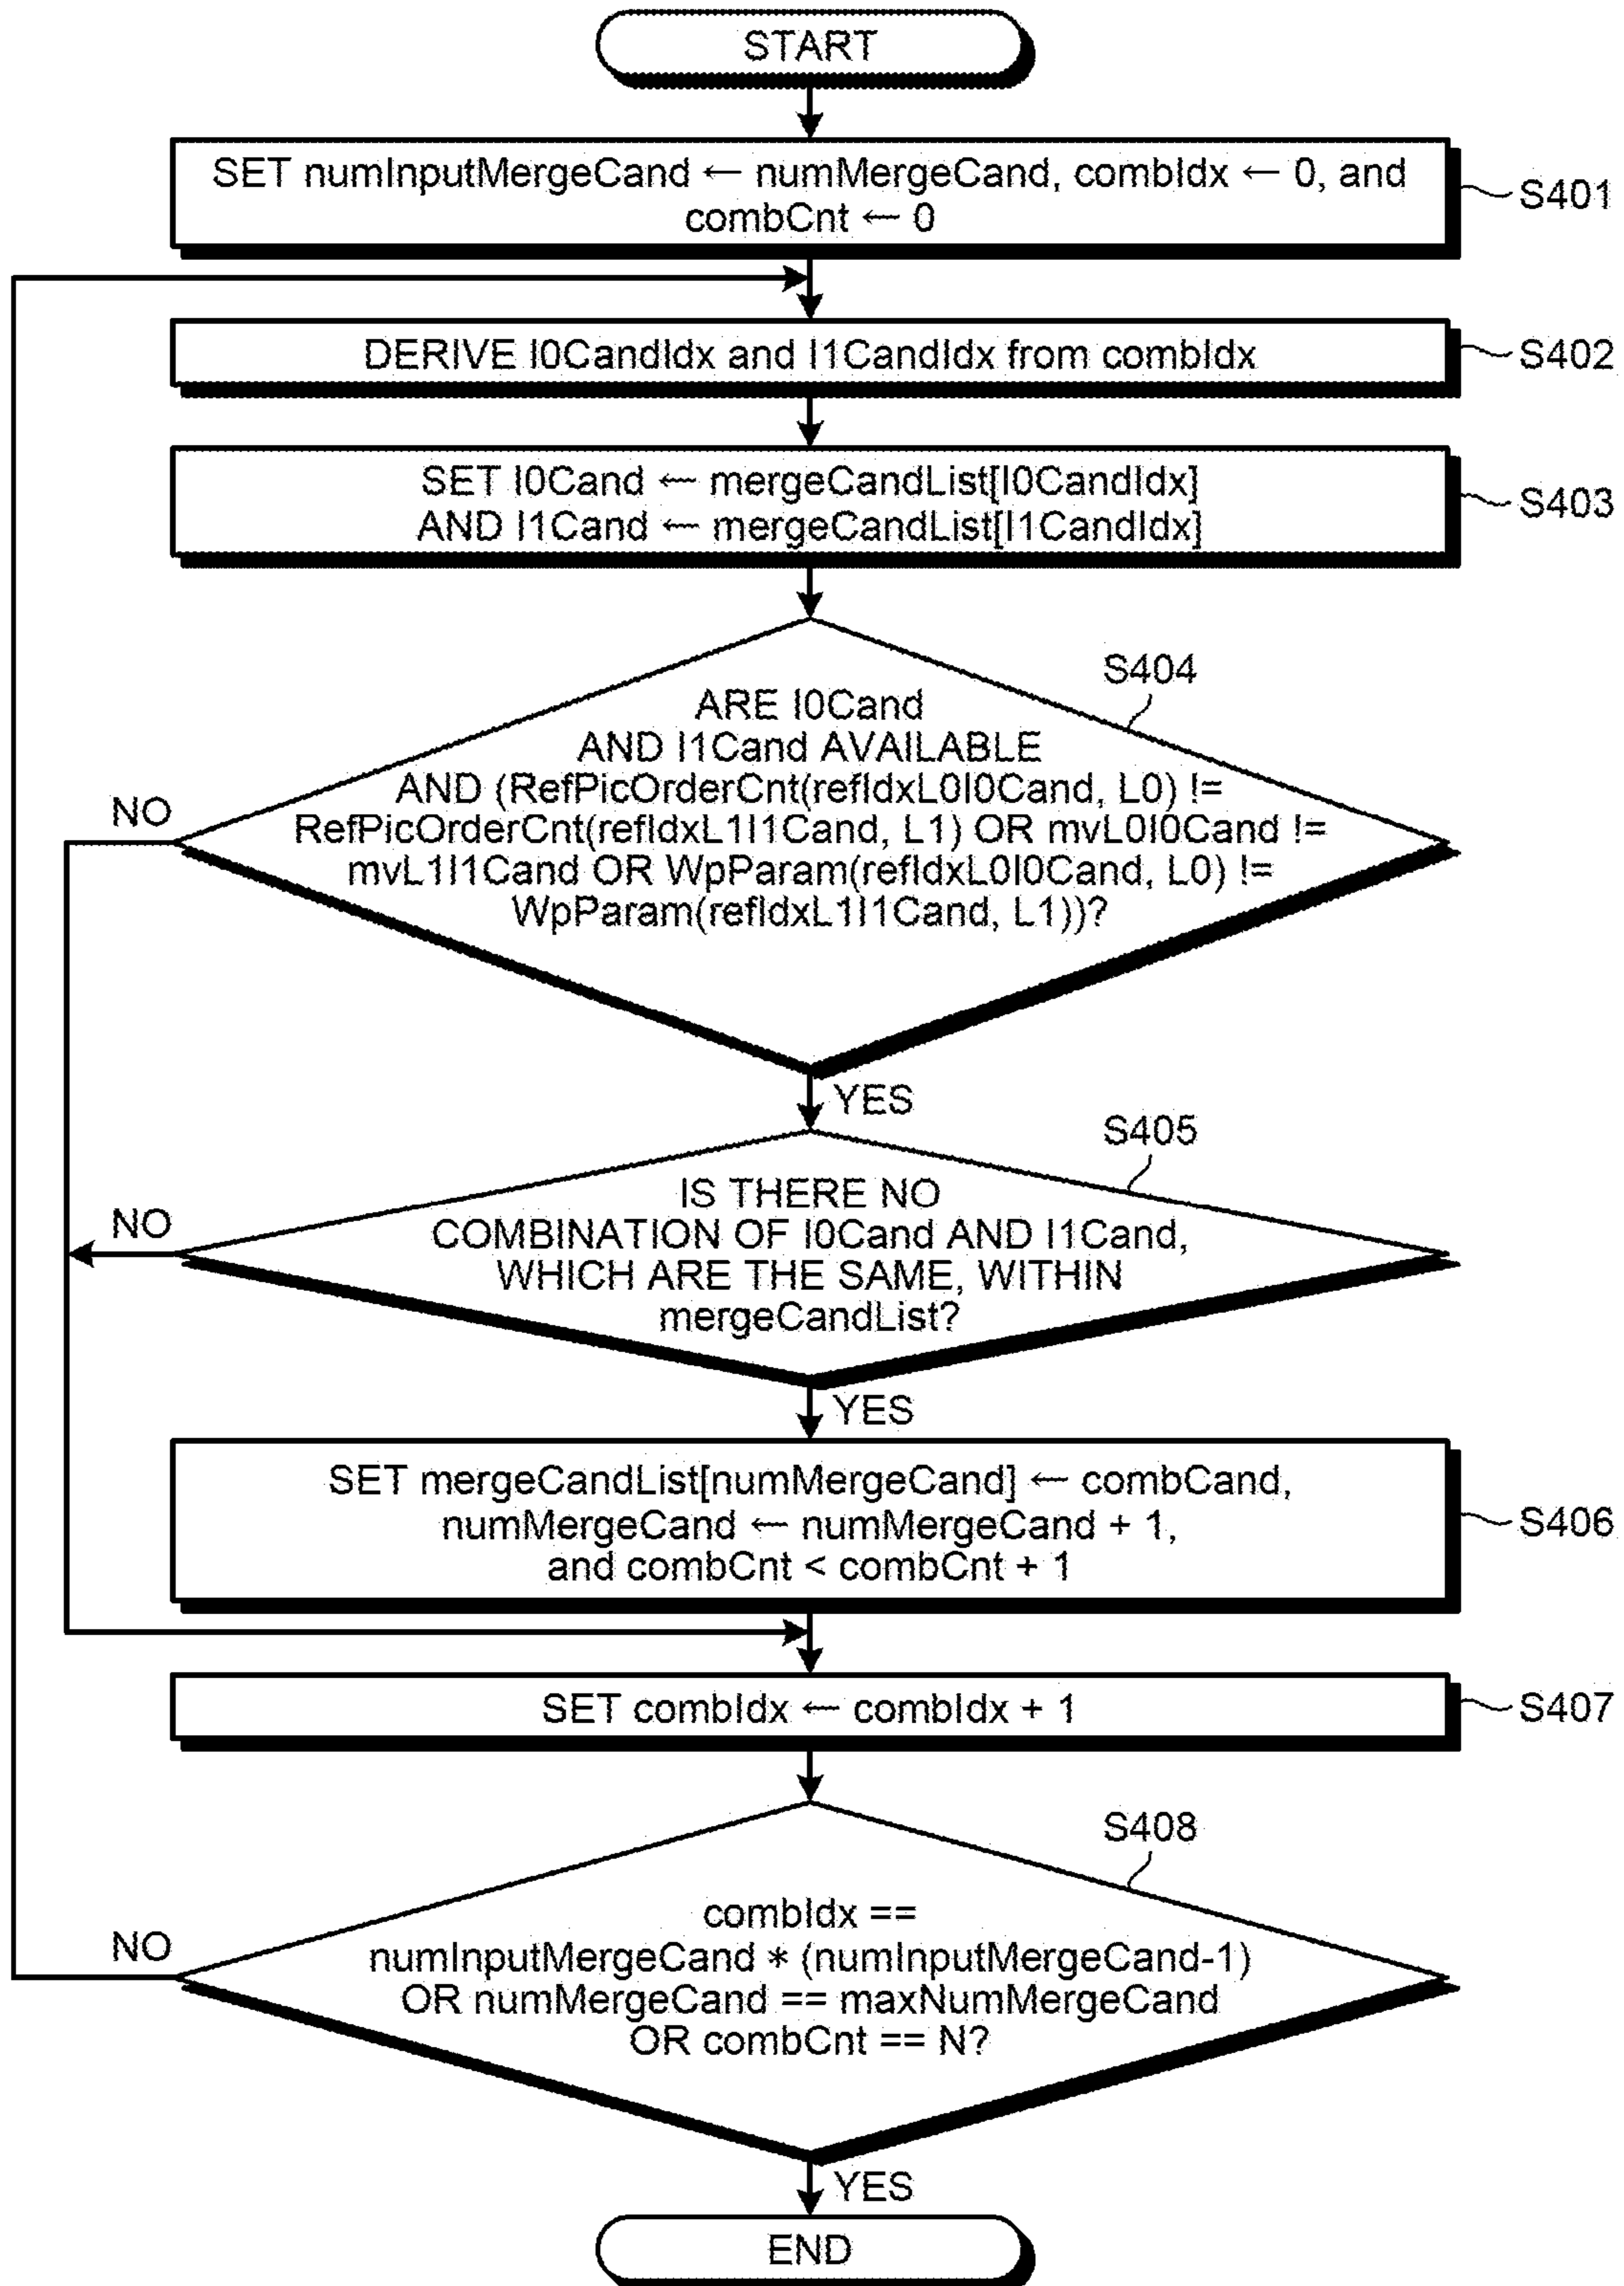 START
SET numInputMergeCand ← numMergeCand, combIdx ← 0, and
combCnt ← 0
S401
DERIVE l0CandIdx and l1CandIdx from combIdx
S402
SET l0Cand ← mergeCandList[l0CandIdx]
AND l1Cand ← mergeCandList[l1CandIdx]
S403
S404
ARE l0Cand
AND l1Cand AVAILABLE
AND (RefPicOrderCnt(refIdxL0l0Cand, L0) !=
RefPicOrderCnt(refIdxL1l1Cand, L1) OR mvL0l0Cand !=
mvL1l1Cand OR WpParam(refIdxL0l0Cand, L0) !=
WpParam(refIdxL1l1Cand, L1))?
NO
YES
S405
IS THERE NO
COMBINATION OF l0Cand AND l1Cand,
WHICH ARE THE SAME, WITHIN
mergeCandList?
NO
YES
SET mergeCandList[numMergeCand] ← combCand,
numMergeCand ← numMergeCand + 1,
and combCnt < combCnt + 1
S406
SET combIdx ← combIdx + 1
S407
S408
combIdx ==
numInputMergeCand * (numInputMergeCand-1)
OR numMergeCand == maxNumMergeCand
OR combCnt == N?
NO
YES
END